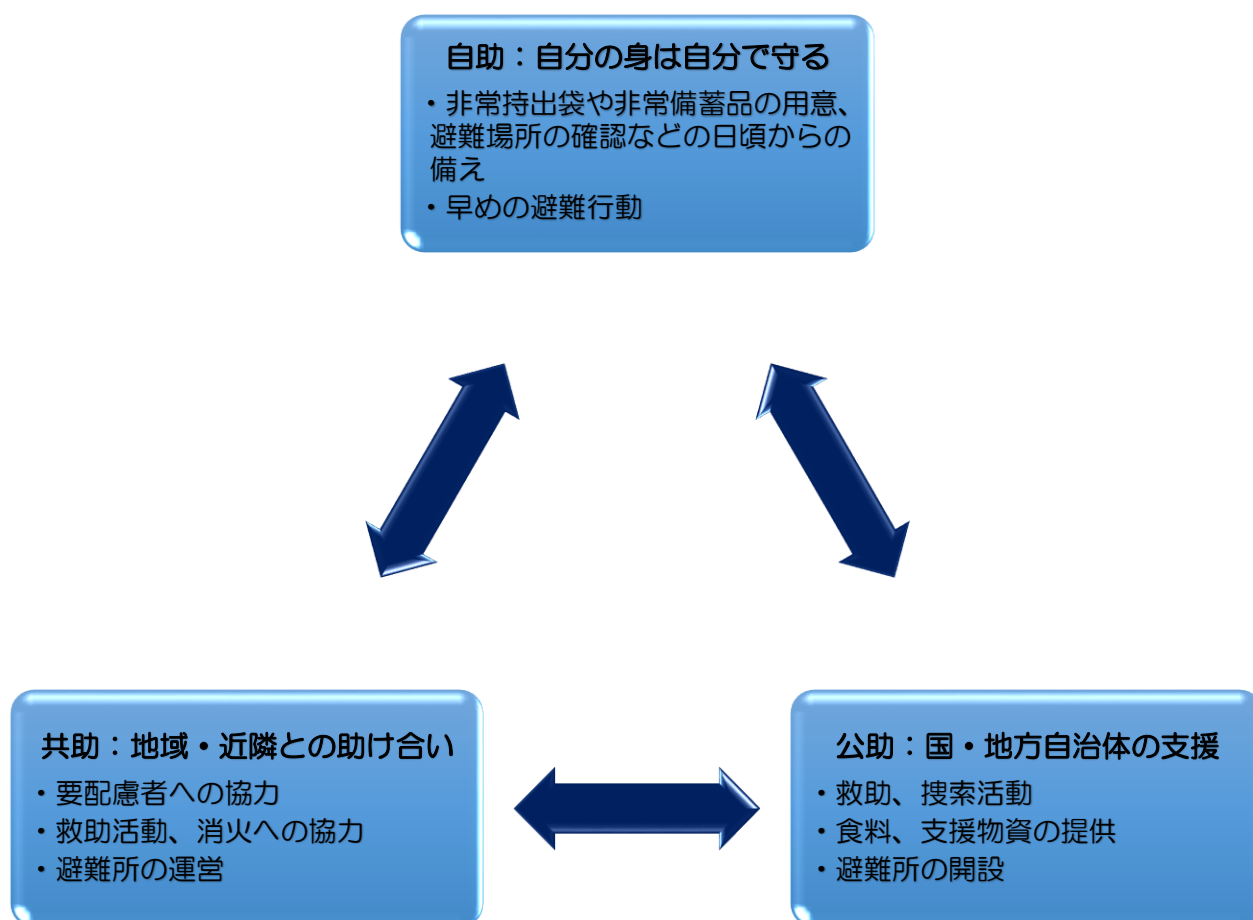 自助：自分の身は自分で守る
・非常持出袋や非常備蓄品の用意、
避難場所の確認などの日頃からの
備え
・早めの避難行動
共助：地域・近隣との助け合い
・要配慮者への協力
・救助活動、消火への協力
・避難所の運営
公助：国・地方自治体の支援
・救助、捜索活動
・食料、支援物資の提供
・避難所の開設